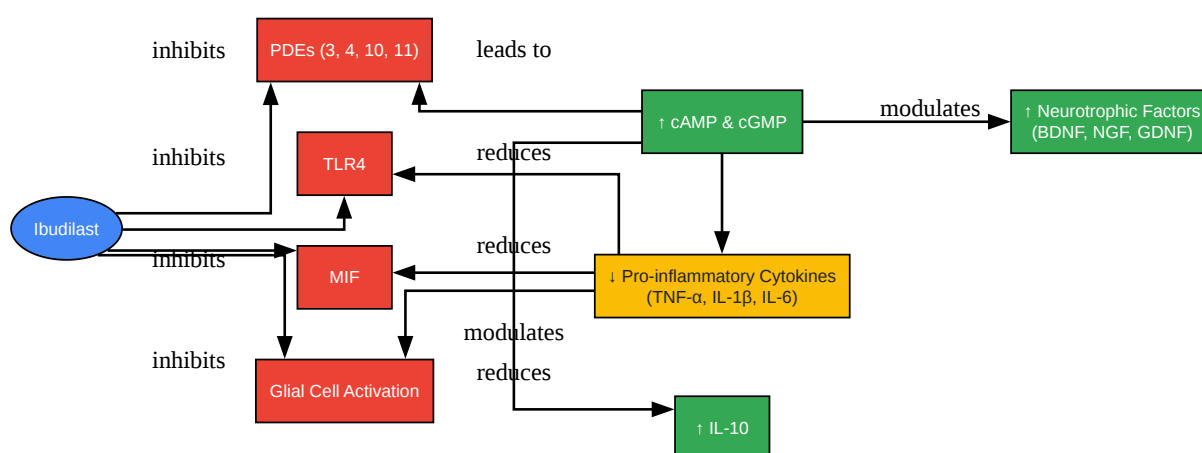 inhibits
PDEs (3, 4, 10, 11)
leads to
↑ cAMP & cGMP
modulates
↑ Neurotrophic Factors
(BDNF, NGF, GDNF)
inhibits
TLR4
reduces
Ibudilast
inhibits
MIF
reduces
↓ Pro-inflammatory Cytokines
(TNF-α, IL-1β, IL-6)
modulates
inhibits
Glial Cell Activation
reduces
↑ IL-10